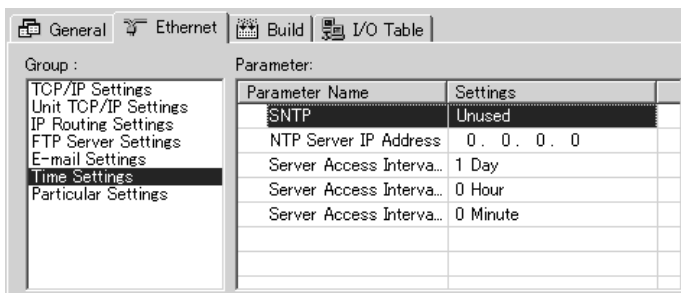 General Ethernet Build I/O Table
Group :
TCP/IP Settings
Unit TCP/IP Settings
IP Routing Settings
FTP Server Settings
E-mail Settings
Time Settings
Particular Settings
Parameter:
Parameter Name Settings
SNTP Unused
NTP Server IP Address 0. 0. 0. 0
Server Access Interva... 1 Day
Server Access Interva... 0 Hour
Server Access Interva... 0 Minute